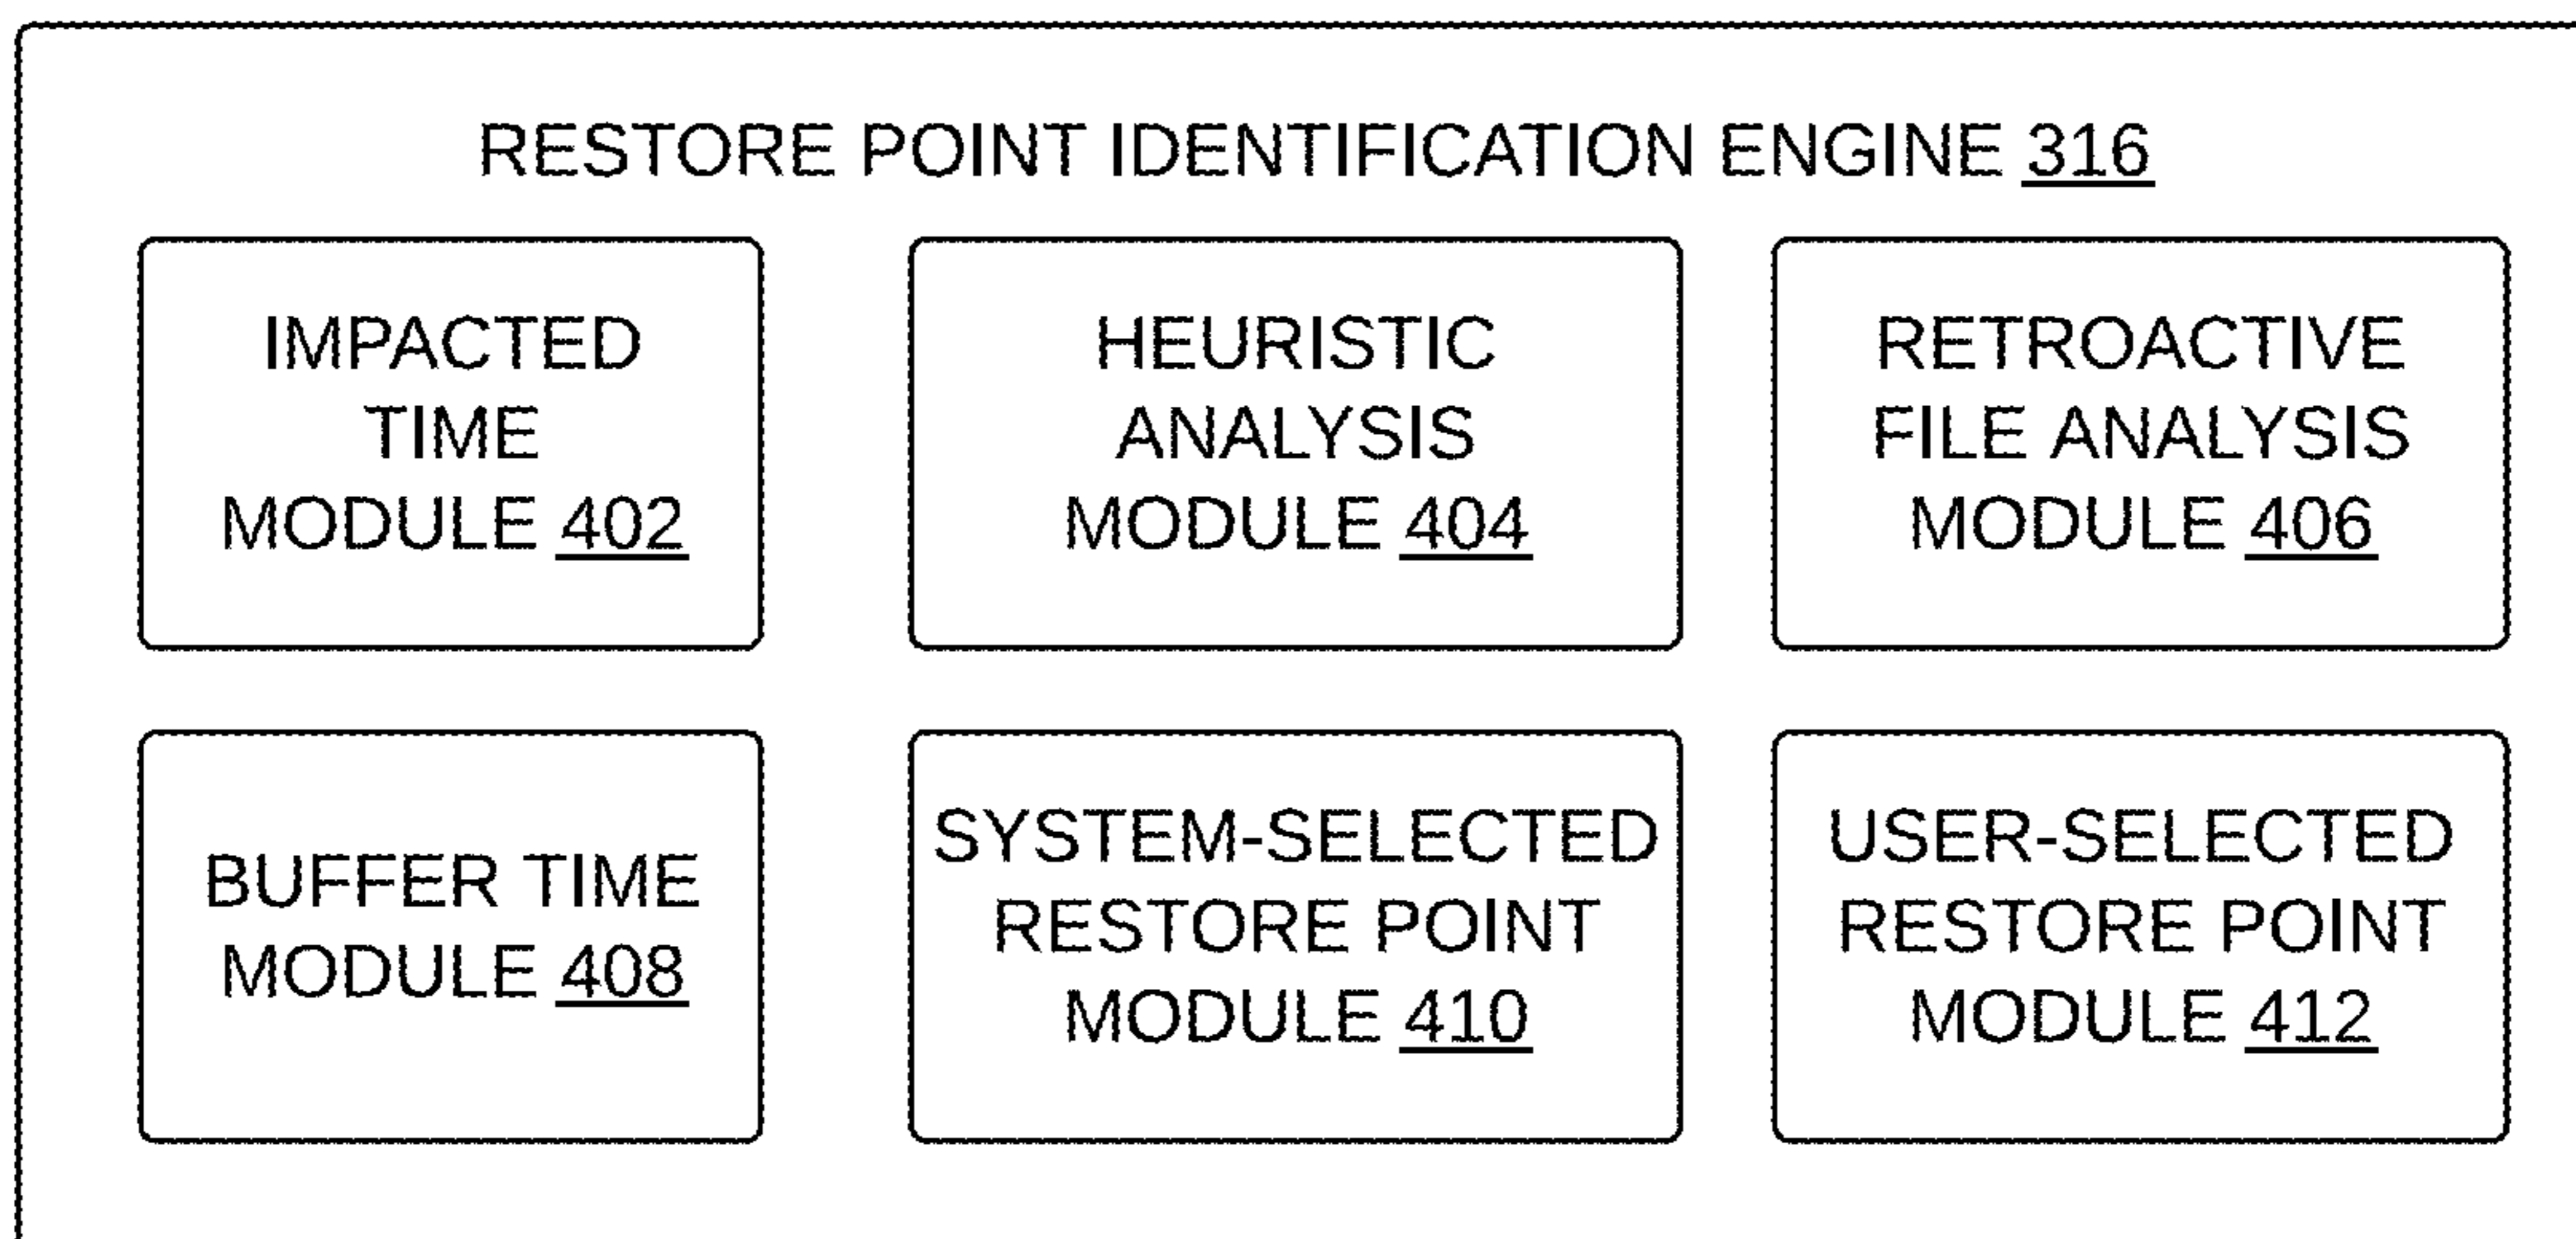 RESTORE POINT IDENTIFICATION ENGINE 316
IMPACTED
TIME
MODULE 402
HEURISTIC
ANALYSIS
MODULE 404
RETROACTIVE
FILE ANALYSIS
MODULE 406
BUFFER TIME
MODULE 408
SYSTEM-SELECTED
RESTORE POINT
MODULE 410
USER-SELECTED
RESTORE POINT
MODULE 412